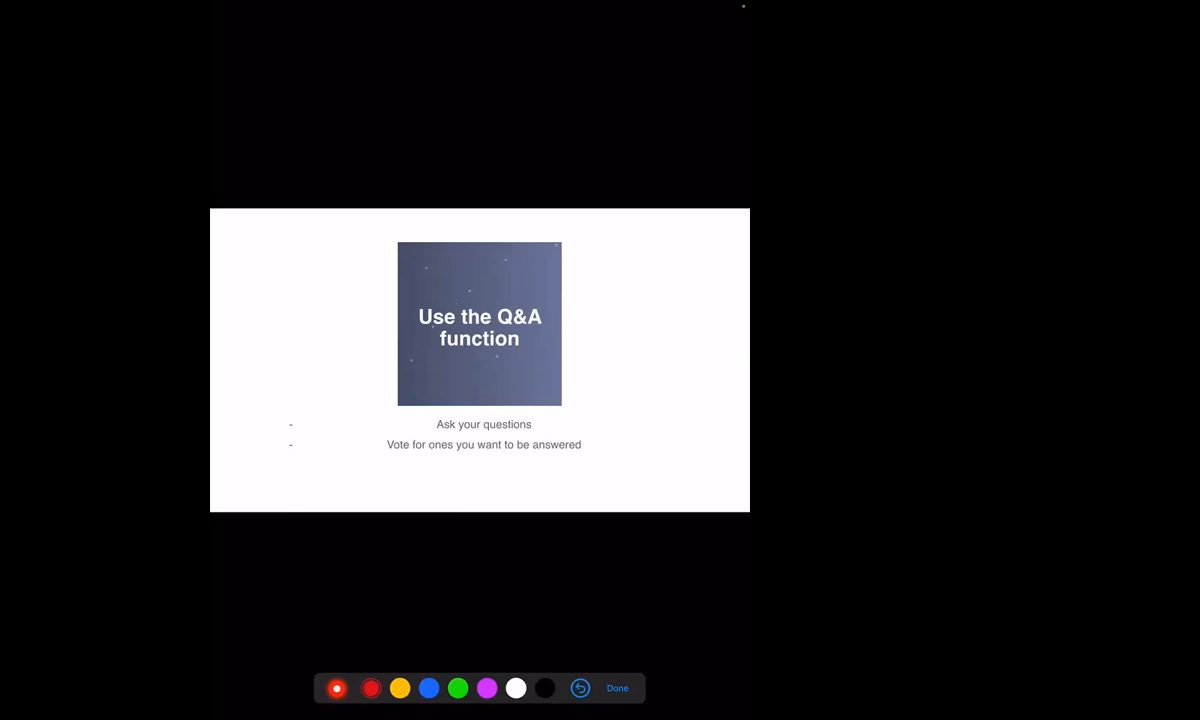 Use the Q&A
function
- Ask your questions
- Vote for ones you want to be answered
Done